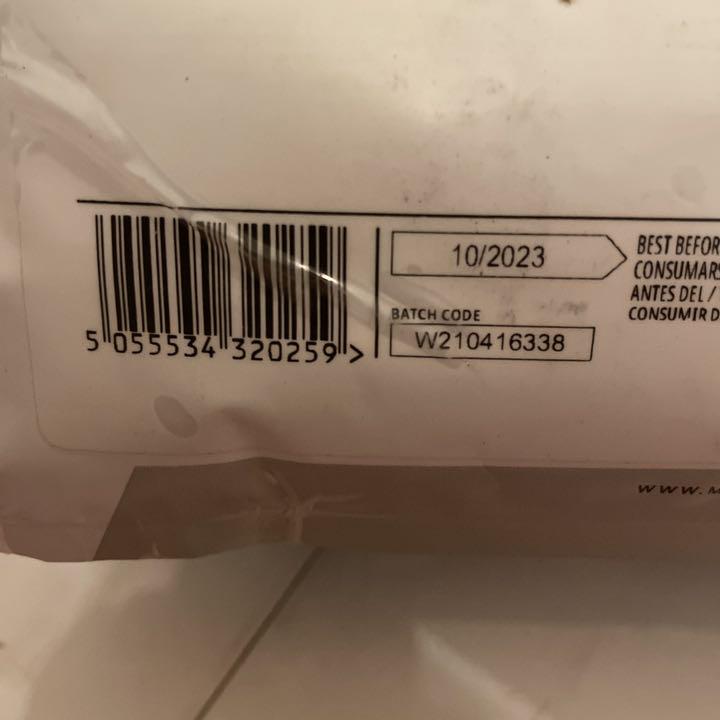 10/2023
BEST BEFOR
CONSUMARS
ANTES DEL /
CONSUMIR D
BATCH CODE
W210416338
5 055534 320259 >
www.M